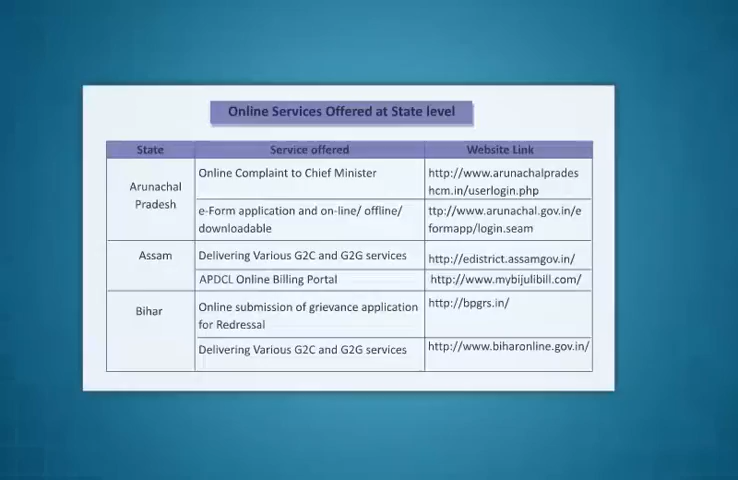 Online Services Offered at State level
State Service offered Website Link
Arunachal Pradesh
Online Complaint to Chief Minister
http://www.arunachalprades
hcm.in/userlogin.php
e-Form application and on-line/ offline/
downloadable
ttp://www.arunachal.gov.in/e
formapp/login.seam
Assam
Delivering Various G2C and G2G services
http://edistrict.assamgov.in/
APDCL Online Billing Portal
http://www.mybijulibill.com/
Bihar
Online submission of grievance application
for Redressal
http://bpgrs.in/
Delivering Various G2C and G2G services
http://www.biharonline.gov.in/